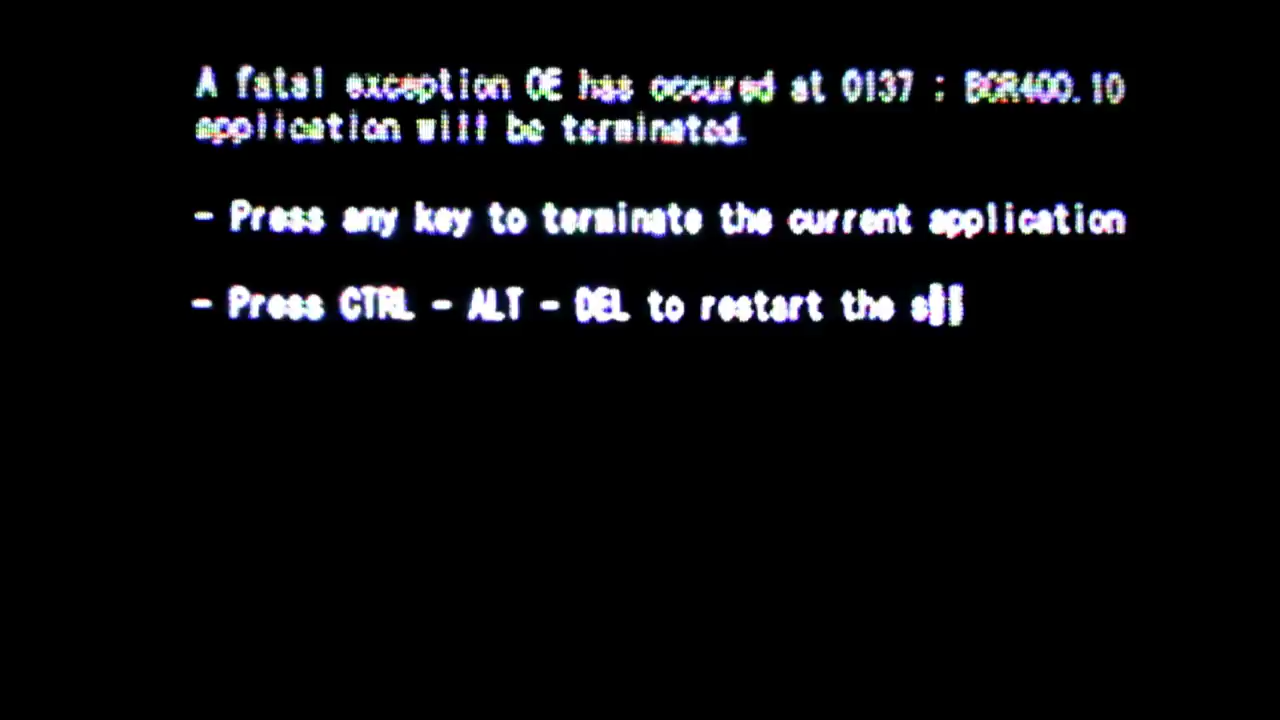 A fatal exception OE has occured at 0137 : BGR400.10
application will be terminated.
- Press any key to terminate the current application
- Press CTRL - ALT - DEL to restart the